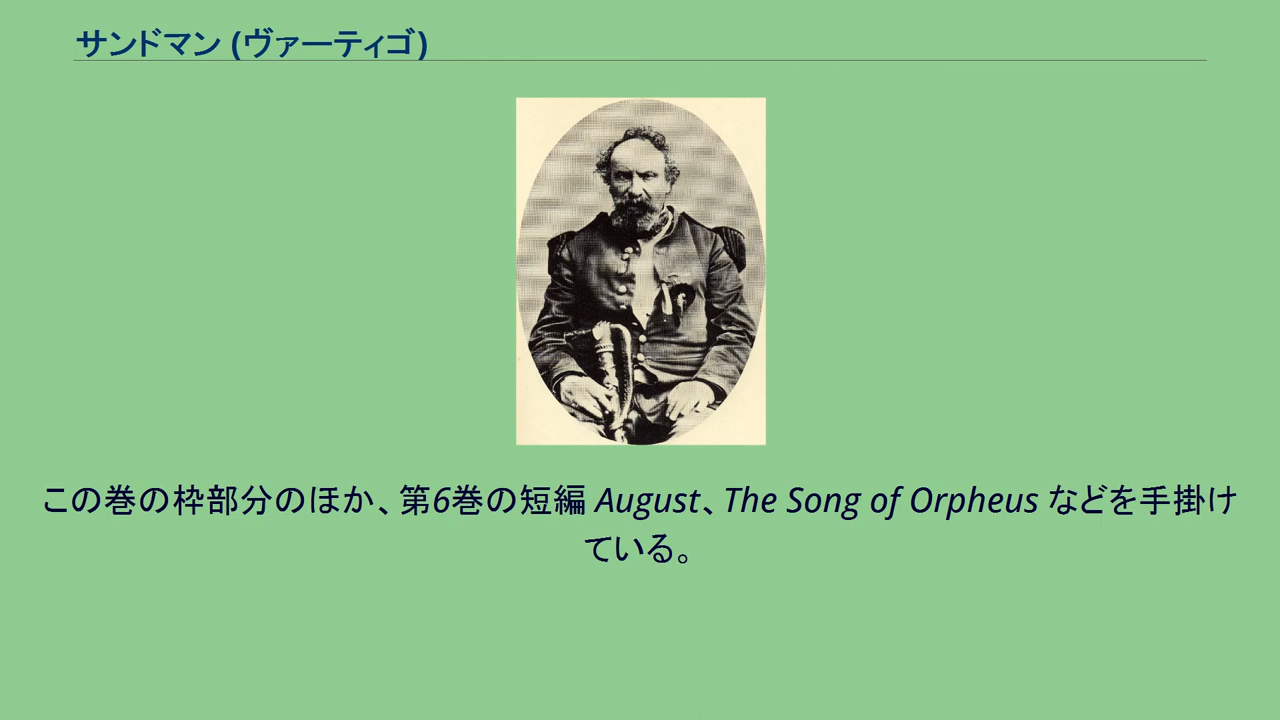 サンドマン (ヴァーティゴ)
この巻の枠部分のほか、第6巻の短編 August、The Song of Orpheus などを手掛け
ている。